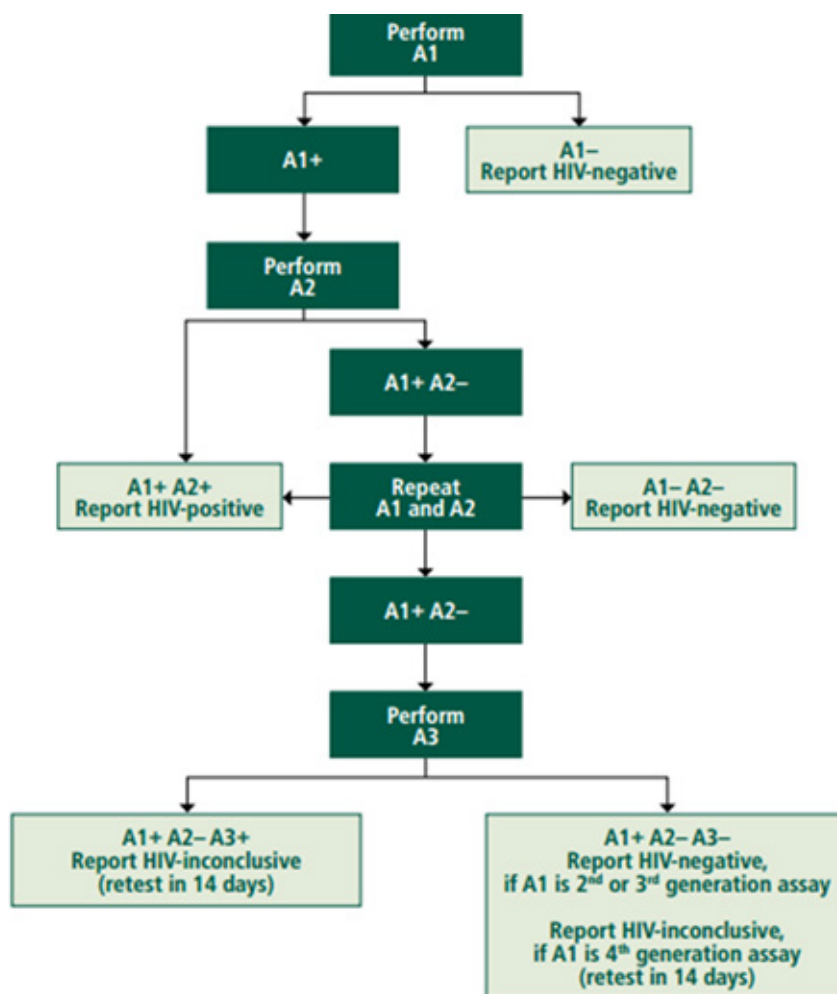 Perform
A1
A1+
A1–
Report HIV-negative
Perform
A2
A1+ A2–
A1+ A2+
Report HIV-positive
Repeat
A1 and A2
A1– A2–
Report HIV-negative
A1+ A2–
Perform
A3
A1+ A2– A3+
Report HIV-inconclusive
(retest in 14 days)
A1+ A2– A3–
Report HIV-negative,
if A1 is 2nd or 3rd generation assay
Report HIV-inconclusive,
if A1 is 4th generation assay
(retest in 14 days)